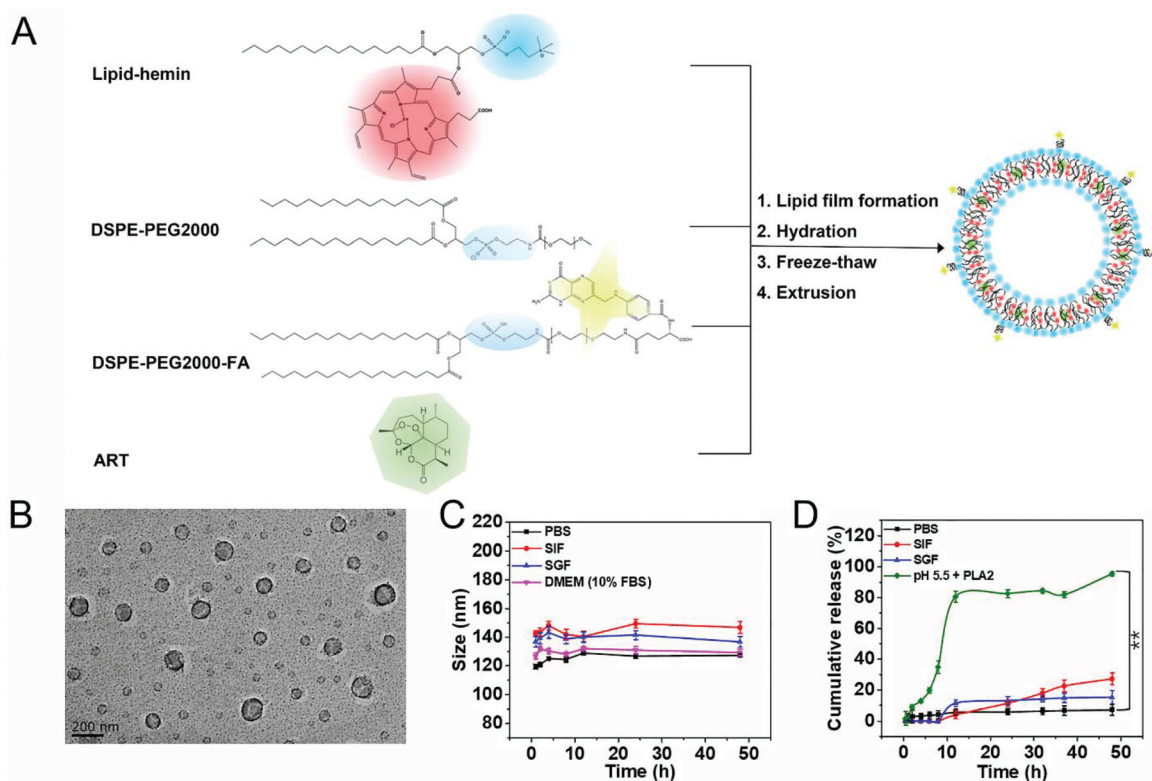 A
Lipid-hemin
COOH
DSPE-PEG2000
1. Lipid film formation
2. Hydration
3. Freeze-thaw
4. Extrusion
DSPE-PEG2000-FA
COOH
ART
H
H
H
B
200 nm
C
220
200
180
160
140
120
100
80
Size (nm)
PBS
SIF
SGF
DMEM (10% FBS)
0 10 20 30 40 50
Time (h)
D
120
100
80
60
40
20
0
Cumulative release (%)
PBS
SIF
SGF
pH 5.5 + PLA2
**
0 10 20 30 40 50
Time (h)